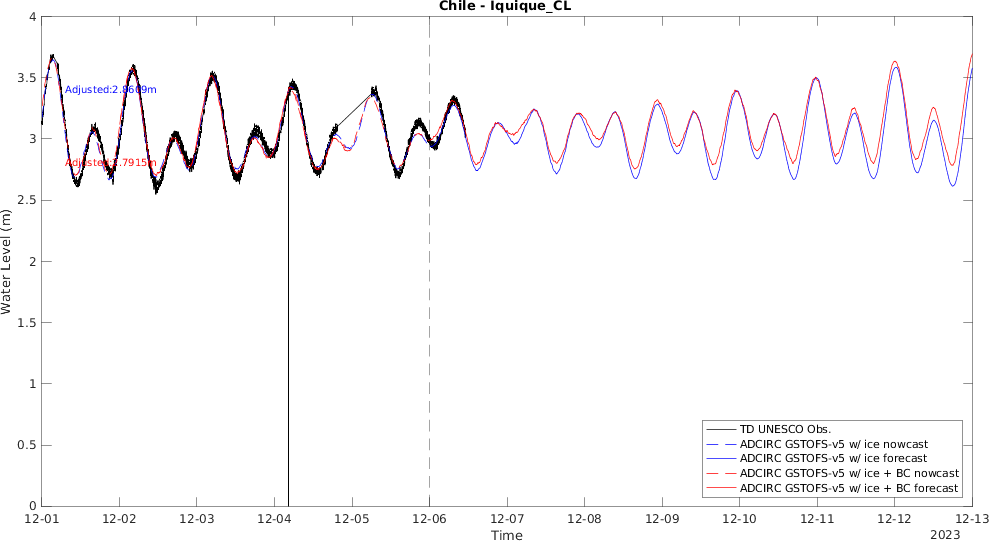 Chile - Iquique_CL
4
3.5
3
2.5
2
1.5
1
0.5
0
Water Level (m)
Adjusted:2.8669m
Adjusted:2.7915m
TD UNESCO Obs.
ADCIRC GSTOFS-v5 w/ ice nowcast
ADCIRC GSTOFS-v5 w/ ice forecast
ADCIRC GSTOFS-v5 w/ ice + BC nowcast
ADCIRC GSTOFS-v5 w/ ice + BC forecast
12-01 12-02 12-03 12-04 12-05 12-06 12-07 12-08 12-09 12-10 12-11 12-12 12-13
Time
2023